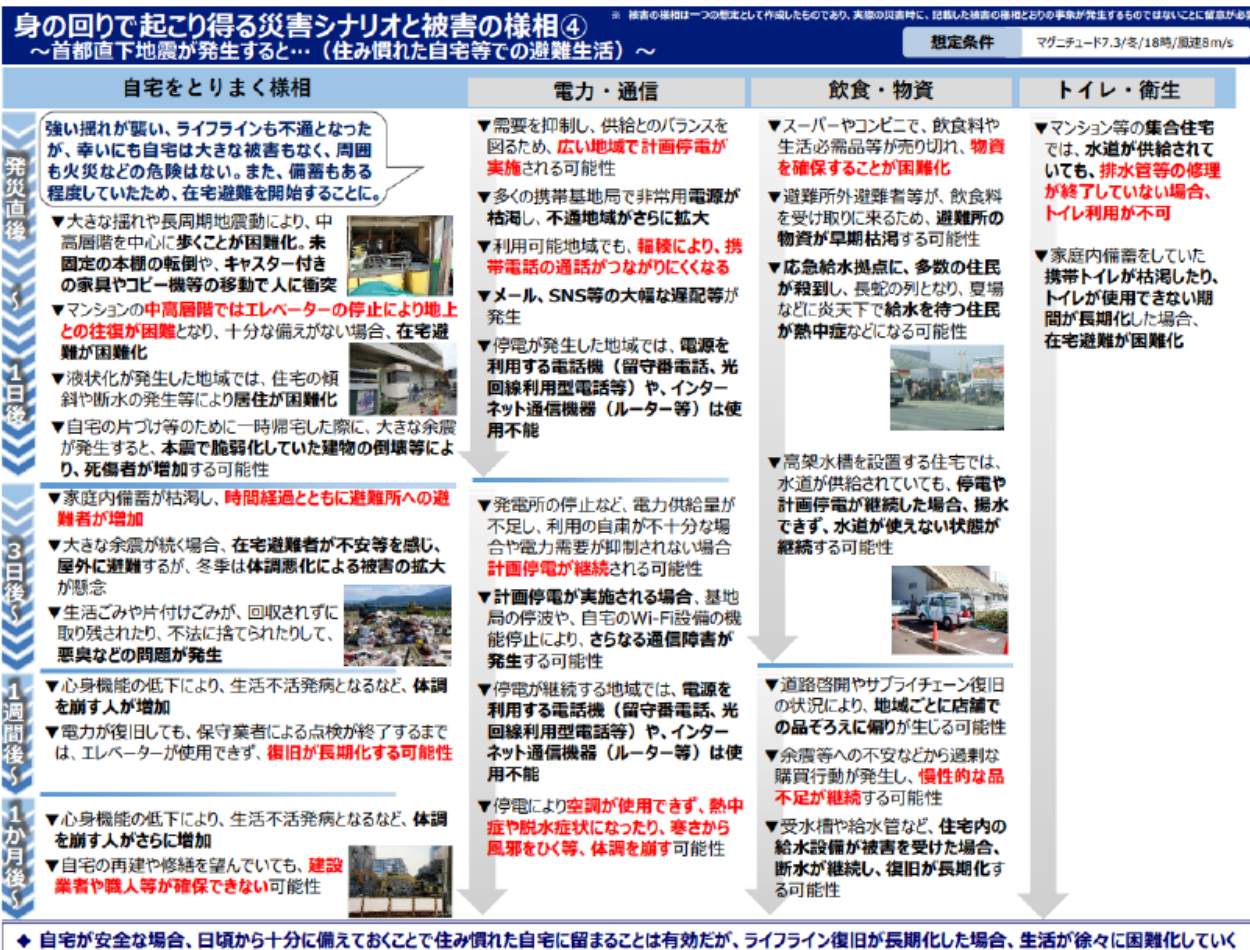 身の回りで起こり得る災害シナリオと被害の様相④
※ 被害の様相は一つの想定として作成したものであり、実際の災害時に、記載した被害の様相とおりの事象が発生するものではないことに留意が必
～首都直下地震が発生すると…（住み慣れた自宅等での避難生活）～
想定条件
マグニチュード7.3/冬/18時/風速8m/s
自宅をとりまく様相
電力・通信
飲食・物資
トイレ・衛生
発災直後
～
1日後
強い揺れが襲い、ライフラインも不通となった
が、幸いにも自宅は大きな被害もなく、周囲
も火災などの危険はない。また、備蓄もある
程度していたため、在宅避難を開始することに。
▼大きな揺れや長周期地震動により、中
高層階を中心に歩くことが困難化。未
固定の本棚の転倒や、キャスター付き
の家具やコピー機等の移動で人に衝突
▼マンションの中高層階ではエレベーターの停止により地上
との往復が困難となり、十分な備えがない場合、在宅避
難が困難化
▼液状化が発生した地域では、住宅の傾
斜や断水の発生等により居住が困難化
▼自宅の片づけ等のために一時帰宅した際に、大きな余震
が発生すると、本震で脆弱化していた建物の倒壊等によ
り、死傷者が増加する可能性
3日後～
▼家庭内備蓄が枯渇し、時間経過とともに避難所への避
難者が増加
▼大きな余震が続く場合、在宅避難者が不安等を感じ、
屋外に避難するが、冬季は体調悪化による被害の拡大
が懸念
▼生活ごみや片付けごみが、回収されずに
取り残されたり、不法に捨てられたりして、
悪臭などの問題が発生
1週間後～
▼心身機能の低下により、生活不活発病となるなど、体調
を崩す人が増加
▼電力が復旧しても、保守業者による点検が終了するまで
は、エレベーターが使用できず、復旧が長期化する可能性
1か月後～
▼心身機能の低下により、生活不活発病となるなど、体調
を崩す人がさらに増加
▼自宅の再建や修繕を望んでいても、建設
業者や職人等が確保できない可能性
▼需要を抑制し、供給とのバランスを
図るため、広い地域で計画停電が
実施される可能性
▼多くの携帯基地局で非常用電源が
枯渇し、不通地域がさらに拡大
▼利用可能地域でも、輻輳により、携
帯電話の通話がつながりにくくなる
▼メール、SNS等の大幅な遅配等が
発生
▼停電が発生した地域では、電源を
利用する電話機（留守番電話、光
回線利用型電話等）や、インター
ネット通信機器（ルーター等）は使
用不能
▼発電所の停止など、電力供給量が
不足し、利用の自粛が不十分な場
合や電力需要が抑制されない場合
計画停電が継続される可能性
▼計画停電が実施される場合、基地
局の停波や、自宅のWi-Fi設備の機
能停止により、さらなる通信障害が
発生する可能性
▼停電が継続する地域では、電源を
利用する電話機（留守番電話、光
回線利用型電話等）や、インター
ネット通信機器（ルーター等）は使
用不能
▼停電により空調が使用できず、熱中
症や脱水症状になったり、寒さから
風邪をひく等、体調を崩す可能性
▼スーパーやコンビニで、飲食料や
生活必需品等が売り切れ、物資
を確保することが困難化
▼避難所外避難者等が、飲食料
を受け取りに来るため、避難所の
物資が早期枯渇する可能性
▼応急給水拠点に、多数の住民
が殺到し、長蛇の列となり、夏場
などに炎天下で給水を待つ住民
が熱中症などになる可能性
▼高架水槽を設置する住宅では、
水道が供給されていても、停電や
計画停電が継続した場合、揚水
できず、水道が使えない状態が
継続する可能性
▼道路啓開やサプライチェーン復旧
の状況により、地域ごとに店舗で
の品ぞろえに偏りが生じる可能性
▼余震等への不安などから過剰な
購買行動が発生し、慢性的な品
不足が継続する可能性
▼受水槽や給水管など、住宅内の
給水設備が被害を受けた場合、
断水が継続し、復旧が長期化す
る可能性
▼マンション等の集合住宅
では、水道が供給されて
いても、排水管等の修理
が終了していない場合、
トイレ利用が不可
▼家庭内備蓄をしていた
携帯トイレが枯渇したり、
トイレが使用できない期
間が長期化した場合、
在宅避難が困難化
◆ 自宅が安全な場合、日頃から十分に備えておくことで住み慣れた自宅に留まることは有効だが、ライフライン復旧が長期化した場合、生活が徐々に困難化していく